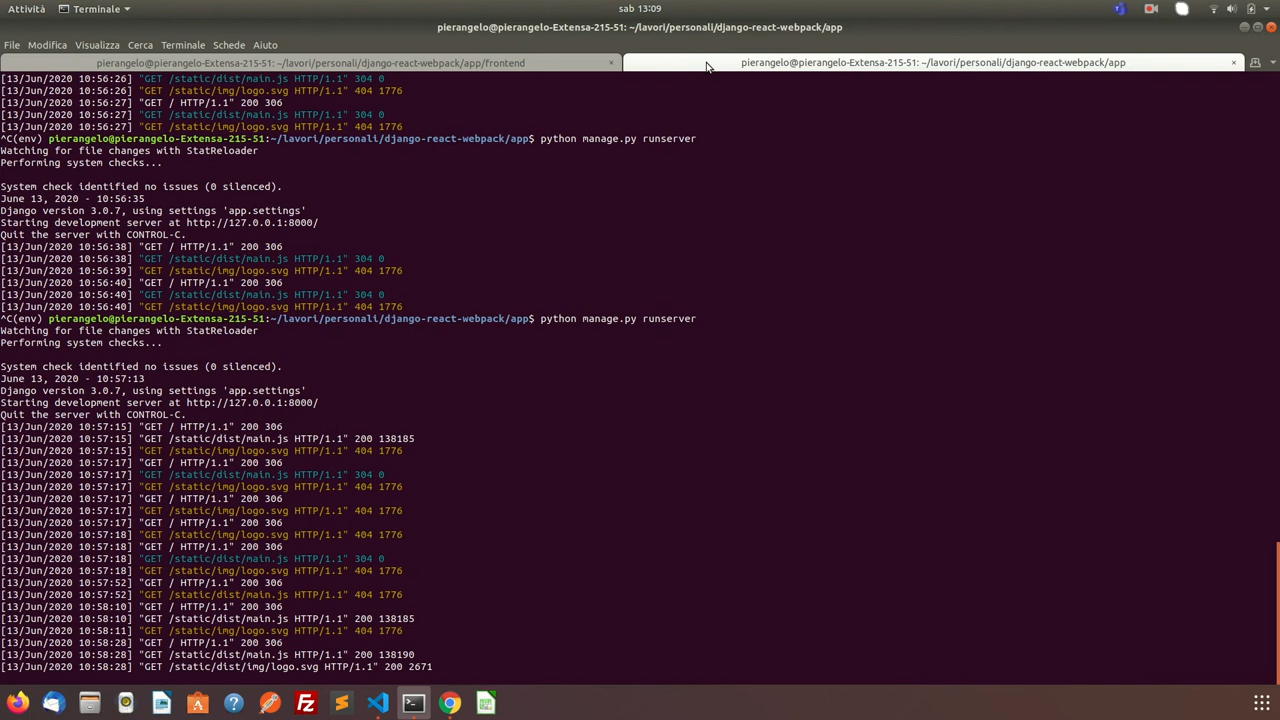 Attività
Terminale
sab 13:09
pierangelo@pierangelo-Extensa-215-51: ~/lavori/personali/django-react-webpack/app
File Modifica Visualizza Cerca Terminale Schede Aiuto
pierangelo@pierangelo-Extensa-215-51: ~/lavori/personali/django-react-webpack/app/frontend
pierangelo@pierangelo-Extensa-215-51: ~/lavori/personali/django-react-webpack/app
[13/Jun/2020 10:56:26] "GET /static/dist/main.js HTTP/1.1" 304 0
[13/Jun/2020 10:56:26] "GET /static/img/logo.svg HTTP/1.1" 404 1776
[13/Jun/2020 10:56:27] "GET / HTTP/1.1" 200 306
[13/Jun/2020 10:56:27] "GET /static/dist/main.js HTTP/1.1" 304 0
[13/Jun/2020 10:56:27] "GET /static/img/logo.svg HTTP/1.1" 404 1776
^C(env) pierangelo@pierangelo-Extensa-215-51:~/lavori/personali/django-react-webpack/app$ python manage.py runserver
Watching for file changes with StatReloader
Performing system checks...
System check identified no issues (0 silenced).
June 13, 2020 - 10:56:35
Django version 3.0.7, using settings 'app.settings'
Starting development server at http://127.0.0.1:8000/
Quit the server with CONTROL-C.
[13/Jun/2020 10:56:38] "GET / HTTP/1.1" 200 306
[13/Jun/2020 10:56:38] "GET /static/dist/main.js HTTP/1.1" 304 0
[13/Jun/2020 10:56:39] "GET /static/img/logo.svg HTTP/1.1" 404 1776
[13/Jun/2020 10:56:40] "GET / HTTP/1.1" 200 306
[13/Jun/2020 10:56:40] "GET /static/dist/main.js HTTP/1.1" 304 0
[13/Jun/2020 10:56:40] "GET /static/img/logo.svg HTTP/1.1" 404 1776
^C(env) pierangelo@pierangelo-Extensa-215-51:~/lavori/personali/django-react-webpack/app$ python manage.py runserver
Watching for file changes with StatReloader
Performing system checks...
System check identified no issues (0 silenced).
June 13, 2020 - 10:57:13
Django version 3.0.7, using settings 'app.settings'
Starting development server at http://127.0.0.1:8000/
Quit the server with CONTROL-C.
[13/Jun/2020 10:57:15] "GET / HTTP/1.1" 200 306
[13/Jun/2020 10:57:15] "GET /static/dist/main.js HTTP/1.1" 200 138185
[13/Jun/2020 10:57:15] "GET /static/img/logo.svg HTTP/1.1" 404 1776
[13/Jun/2020 10:57:17] "GET / HTTP/1.1" 200 306
[13/Jun/2020 10:57:17] "GET /static/dist/main.js HTTP/1.1" 304 0
[13/Jun/2020 10:57:17] "GET /static/img/logo.svg HTTP/1.1" 404 1776
[13/Jun/2020 10:57:17] "GET / HTTP/1.1" 200 306
[13/Jun/2020 10:57:17] "GET /static/img/logo.svg HTTP/1.1" 404 1776
[13/Jun/2020 10:57:17] "GET / HTTP/1.1" 200 306
[13/Jun/2020 10:57:18] "GET /static/img/logo.svg HTTP/1.1" 404 1776
[13/Jun/2020 10:57:18] "GET / HTTP/1.1" 200 306
[13/Jun/2020 10:57:18] "GET /static/dist/main.js HTTP/1.1" 304 0
[13/Jun/2020 10:57:18] "GET /static/img/logo.svg HTTP/1.1" 404 1776
[13/Jun/2020 10:57:52] "GET / HTTP/1.1" 200 306
[13/Jun/2020 10:57:52] "GET /static/img/logo.svg HTTP/1.1" 404 1776
[13/Jun/2020 10:58:10] "GET / HTTP/1.1" 200 306
[13/Jun/2020 10:58:10] "GET /static/dist/main.js HTTP/1.1" 200 138185
[13/Jun/2020 10:58:11] "GET /static/img/logo.svg HTTP/1.1" 404 1776
[13/Jun/2020 10:58:28] "GET / HTTP/1.1" 200 306
[13/Jun/2020 10:58:28] "GET /static/dist/main.js HTTP/1.1" 200 138190
[13/Jun/2020 10:58:28] "GET /static/dist/img/logo.svg HTTP/1.1" 200 2671